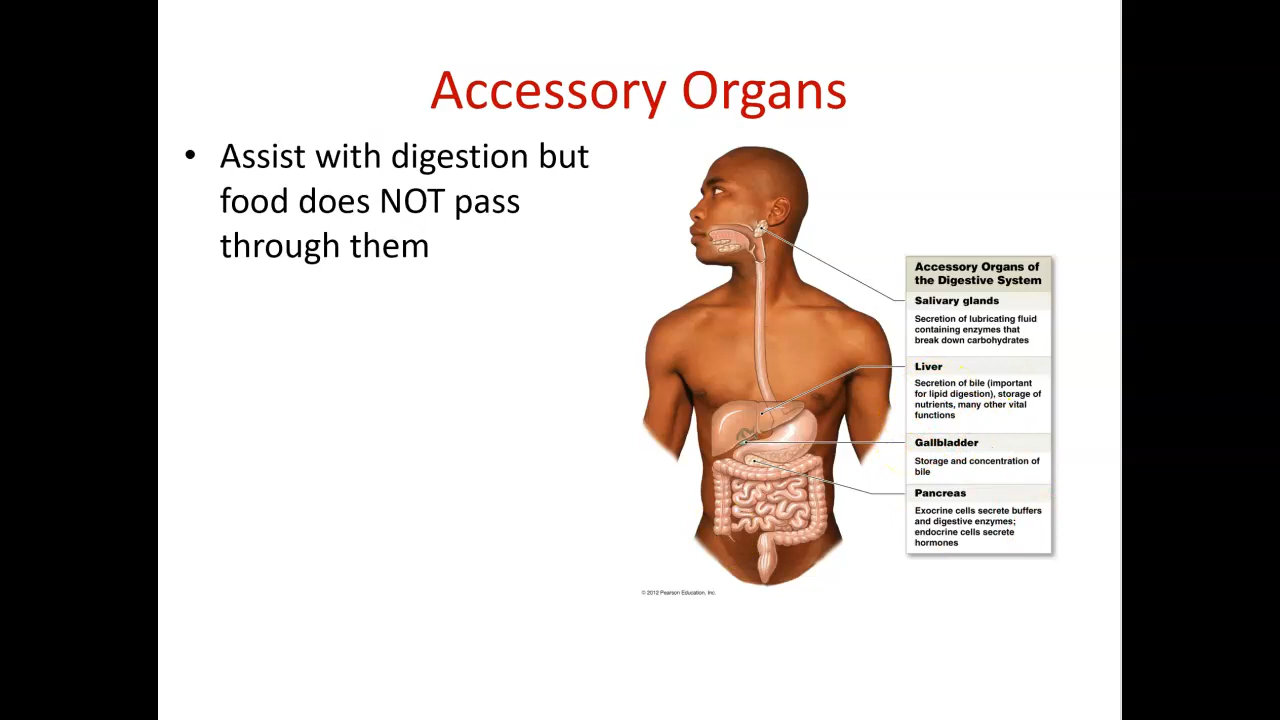 Accessory Organs
• Assist with digestion but
food does NOT pass
through them
Accessory Organs of
the Digestive System
Salivary glands
Secretion of lubricating fluid
containing enzymes that
break down carbohydrates
Liver
Secretion of bile (important
for lipid digestion), storage of
nutrients, many other vital
functions
Gallbladder
Storage and concentration of
bile
Pancreas
Exocrine cells secrete buffers
and digestive enzymes;
endocrine cells secrete
hormones
© 2012 Pearson Education, Inc.